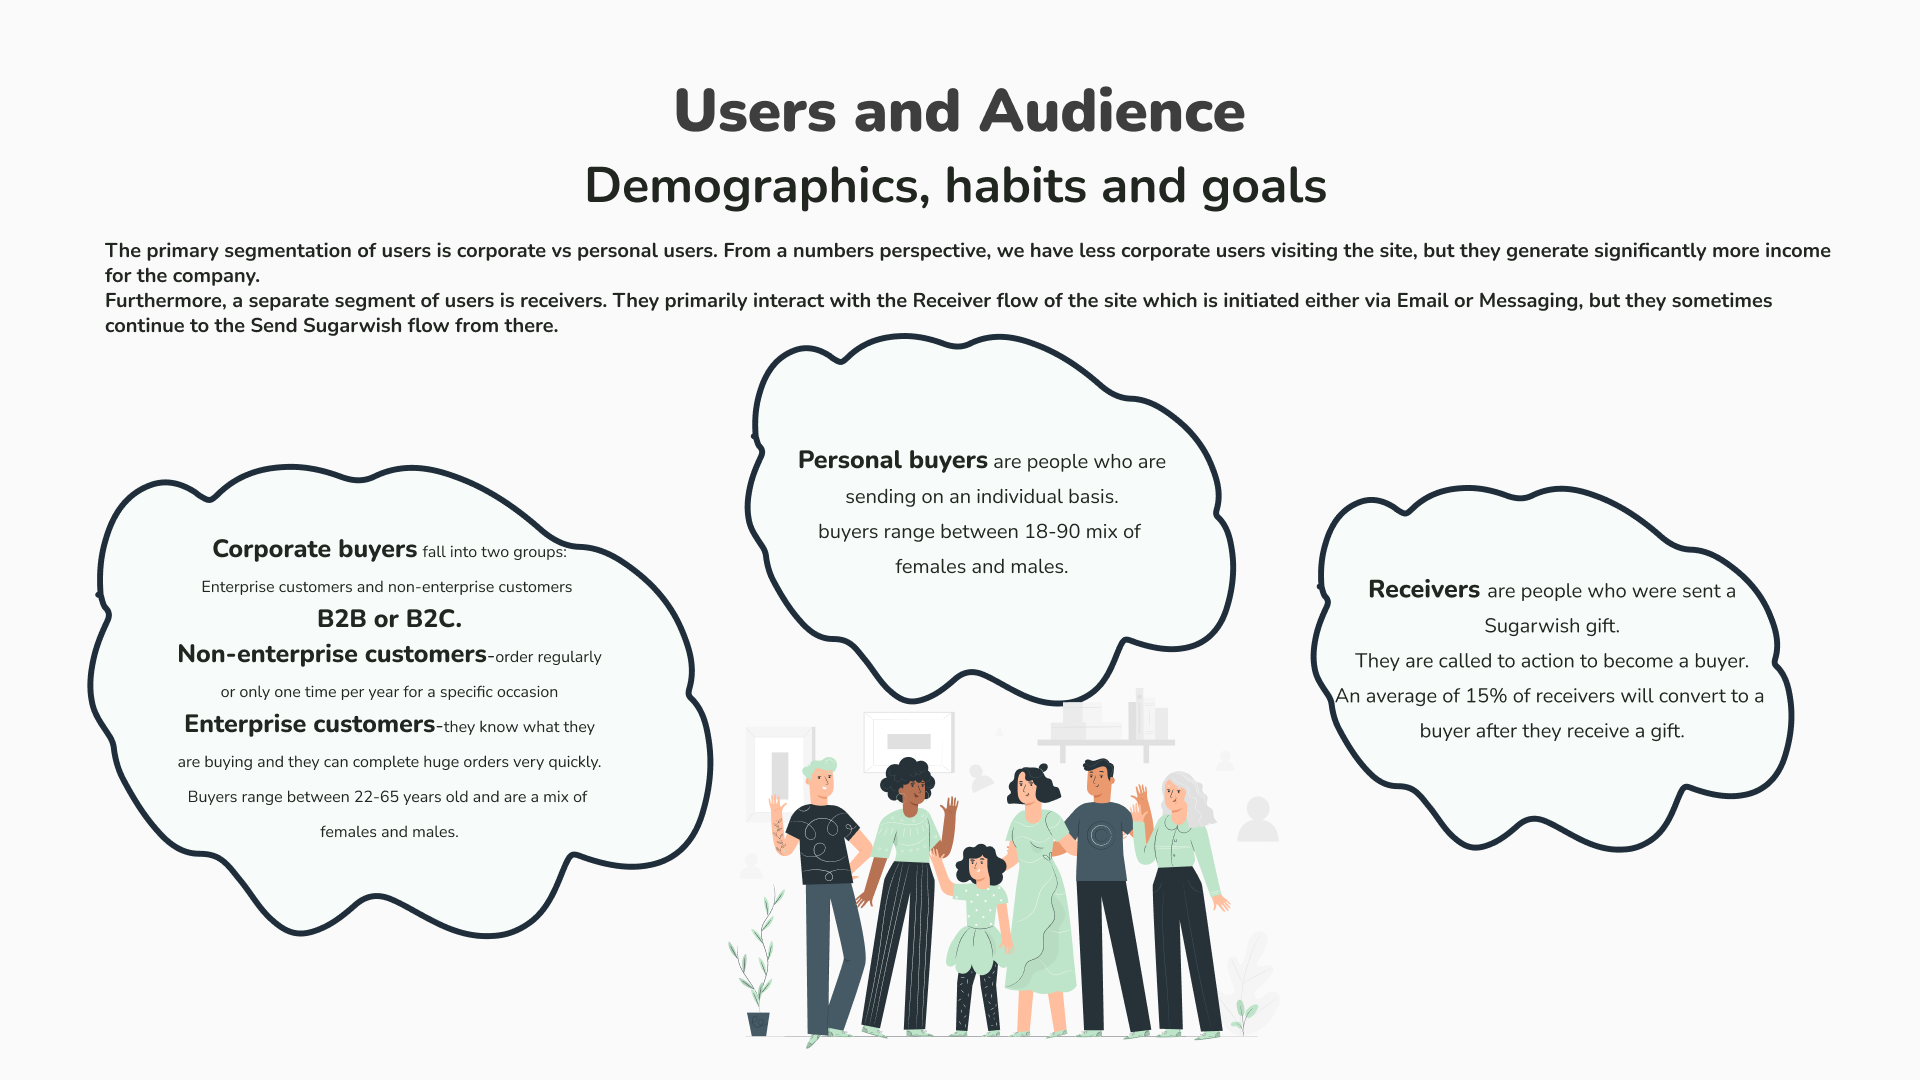 Users and Audience
Demographics, habits and goals
The primary segmentation of users is corporate vs personal users. From a numbers perspective, we have less corporate users visiting the site, but they generate significantly more income
for the company.
Furthermore, a separate segment of users is receivers. They primarily interact with the Receiver flow of the site which is initiated either via Email or Messaging, but they sometimes
continue to the Send Sugarwish flow from there.
Corporate buyers fall into two groups:
Enterprise customers and non-enterprise customers
B2B or B2C.
Non-enterprise customers-order regularly
or only one time per year for a specific occasion
Enterprise customers-they know what they
are buying and they can complete huge orders very quickly.
Buyers range between 22-65 years old and are a mix of
females and males.
Personal buyers are people who are
sending on an individual basis.
buyers range between 18-90 mix of
females and males.
Receivers are people who were sent a
Sugarwish gift.
They are called to action to become a buyer.
An average of 15% of receivers will convert to a
buyer after they receive a gift.